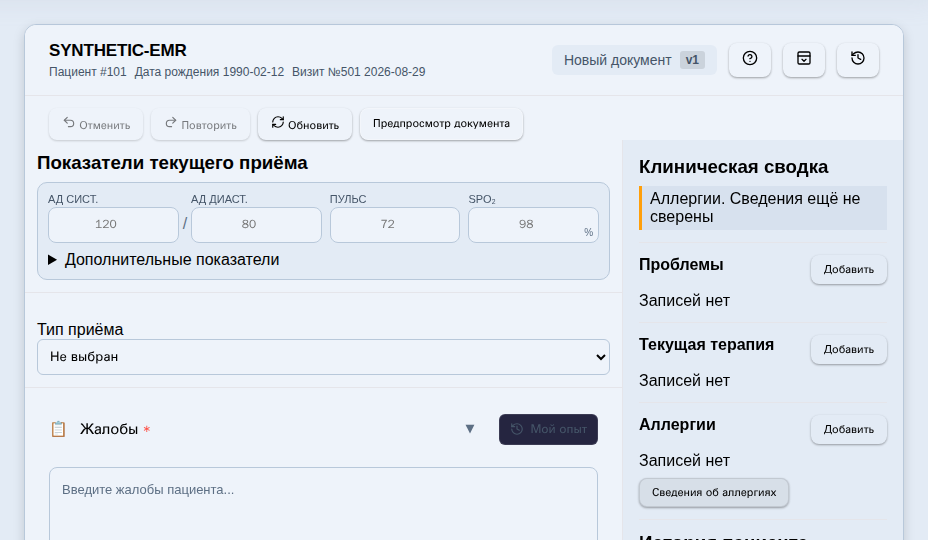 SYNTHETIC-EMR
Пациент #101 Дата рождения 1990-02-12 Визит №501 2026-08-29
Новый документ v1
Отменить
Повторить
Обновить
Предпросмотр документа
Показатели текущего приёма
АД СИСТ.
АД ДИАСТ.
ПУЛЬС
SPO₂
120
/
80
72
98
%
Дополнительные показатели
Тип приёма
Не выбран
Жалобы *
Мой опыт
Введите жалобы пациента...
Клиническая сводка
Аллергии. Сведения ещё не
сверены
Проблемы
Добавить
Записей нет
Текущая терапия
Добавить
Записей нет
Аллергии
Добавить
Записей нет
Сведения об аллергиях